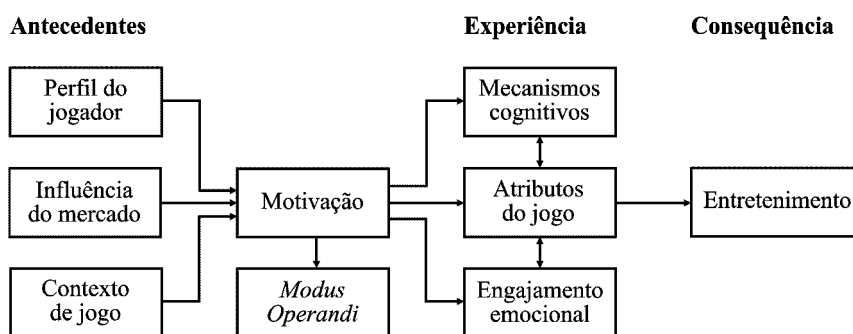 Antecedentes
Experiência
Consequência
Perfil do
jogador
Mecanismos
cognitivos
Influência
do mercado
Motivação
Atributos
do jogo
Entretenimento
Contexto
de jogo
Modus
Operandi
Engajamento
emocional